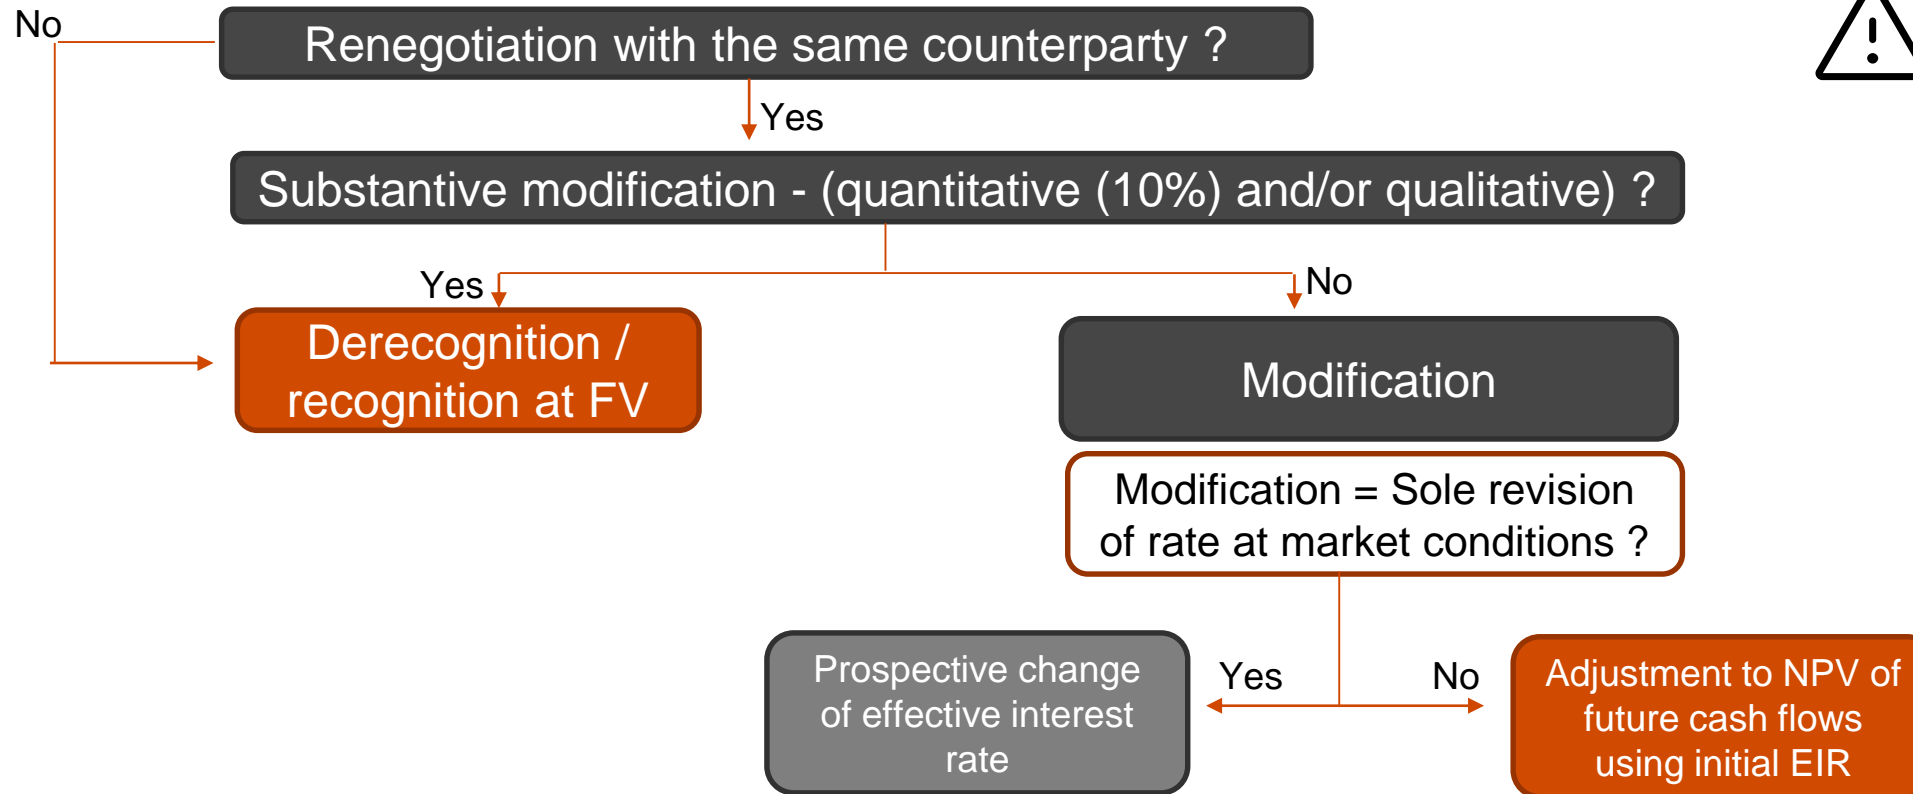 No
Renegotiation with the same counterparty ?
Yes
Substantive modification - (quantitative (10%) and/or qualitative) ?
Yes
No
Derecognition /
recognition at FV
Modification
Modification = Sole revision
of rate at market conditions ?
Prospective change
of effective interest
rate
Yes
No
Adjustment to NPV of
future cash flows
using initial EIR